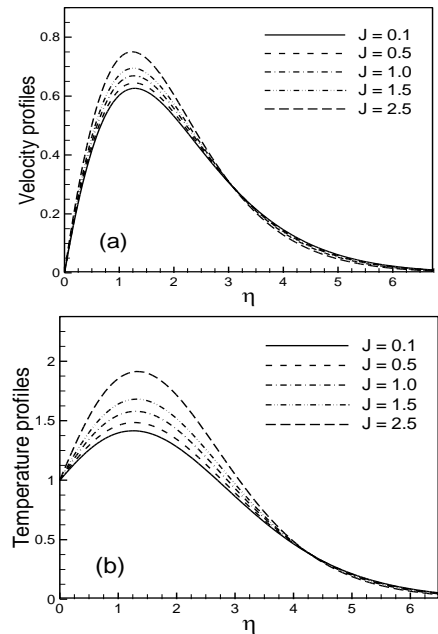 0.8
0.6
0.4
0.2
0
0 1 2 3 4 5 6
Velocity profiles
η
(a)
J = 0.1
J = 0.5
J = 1.0
J = 1.5
J = 2.5
2
1.5
1
0.5
0
0 1 2 3 4 5 6
Temperature profiles
η
(b)
J = 0.1
J = 0.5
J = 1.0
J = 1.5
J = 2.5